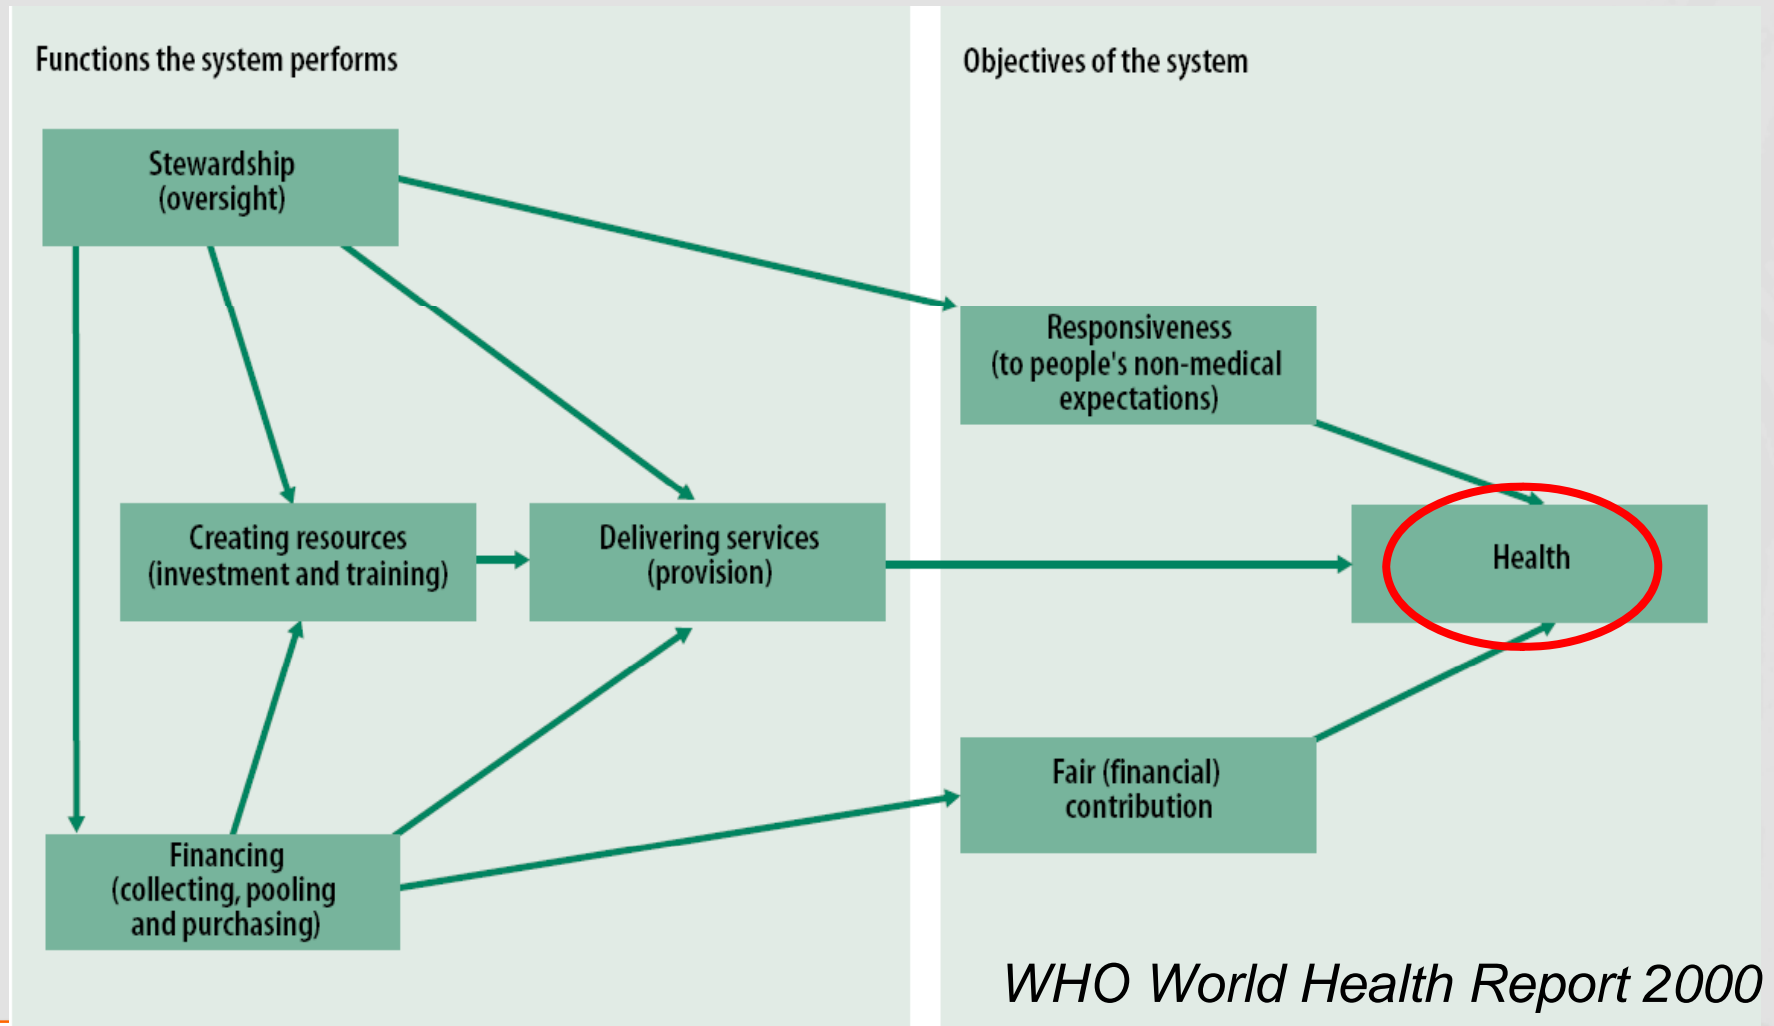 Functions the system performs
Objectives of the system
Stewardship
(oversight)
Responsiveness
(to people's non-medical
expectations)
Creating resources
(investment and training)
Delivering services
(provision)
Health
Fair (financial)
contribution
Financing
(collecting, pooling
and purchasing)
WHO World Health Report 2000